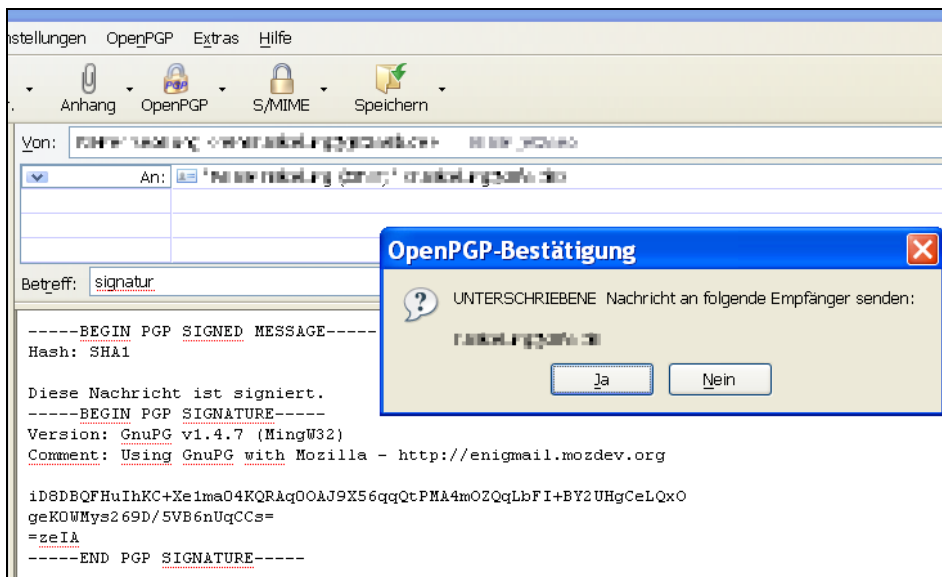 nstellungen OpenPGP Extras Hilfe
r. Anhang OpenPGP S/MIME Speichern
Von:
An:
Betreff: signatur
OpenPGP-Bestätigung
UNTERSCHRIEBENE Nachricht an folgende Empfänger senden:
Ja Nein
-----BEGIN PGP SIGNED MESSAGE-----
Hash: SHA1
Diese Nachricht ist signiert.
-----BEGIN PGP SIGNATURE-----
Version: GnuPG v1.4.7 (MingW32)
Comment: Using GnuPG with Mozilla - http://enigmail.mozdev.org
iD8DBQFHuIhKC+Xe1maO4KQRAqOOAJ9X56qqQtPMA4mOZQqLbFI+BY2UHgCeLQxO
geKOWMys269D/5VB6nUqCCs=
=zeIA
-----END PGP SIGNATURE-----